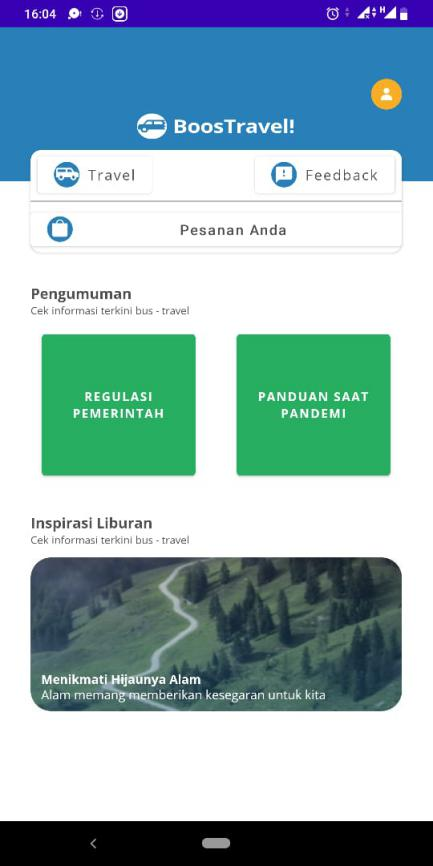 16:04
BoosTravel!
Travel
Feedback
Pesanan Anda
Pengumuman
Cek informasi terkini bus - travel
REGULASI
PEMERINTAH
PANDUAN SAAT
PANDEMI
Inspirasi Liburan
Cek informasi terkini bus - travel
Menikmati Hijaunya Alam
Alam memang memberikan kesegaran untuk kita